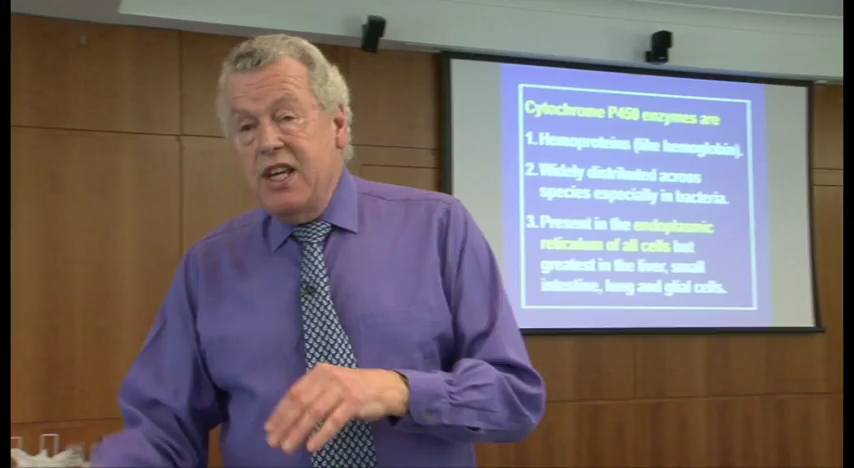 Cytochrome P450 enzymes are
1. Hemoproteins (like hemoglobin).
2. Widely distributed across
species especially in bacteria.
3. Present in the endoplasmic
reticulum of all cells but
greatest in the liver, small
intestine, lung and glial cells.